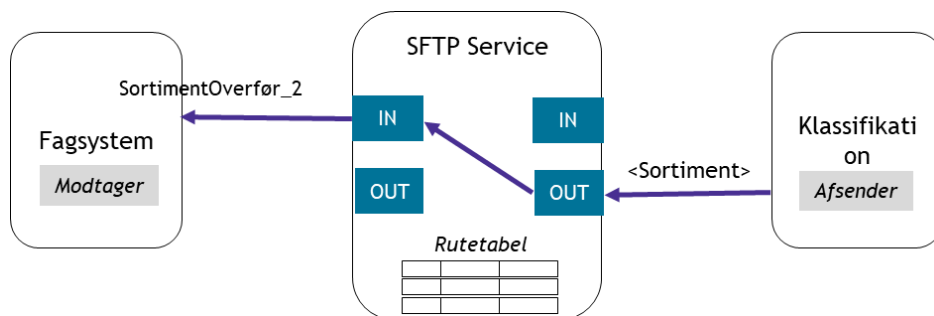 SFTP Service
SortimentOverfør_2
Fagsystem
Modtager
IN
OUT
IN
OUT
Rutetabel
<Sortiment>
Klassifikati
on
Afsender